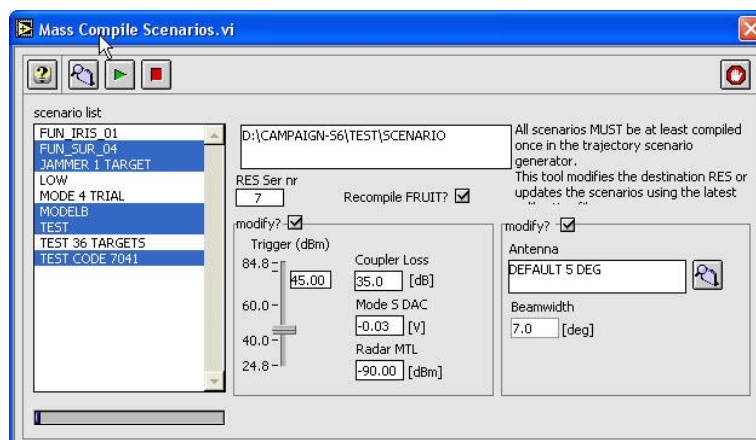 Mass Compile Scenarios.vi
scenario list
FUN_IRIS_01
FUN_SUR_04
JAMMER 1 TARGET
LOW
MODE 4 TRIAL
MODELB
TEST
TEST 36 TARGETS
TEST CODE 7041
D:\CAMPAIGN-S6\TEST\SCENARIO
All scenarios MUST be at least compiled
once in the trajectory scenario
generator.
This tool modifies the destination RES or
updates the scenarios using the latest
RES Ser nr
7
Recompile FRUIT?
modify?
Trigger (dBm)
84.8
60.0
40.0
24.8
45.00
Coupler Loss
35.0 [dB]
Mode S DAC
-0.03 [V]
Radar MTL
-90.00 [dBm]
modify?
Antenna
DEFAULT 5 DEG
Beamwidth
7.0 [deg]